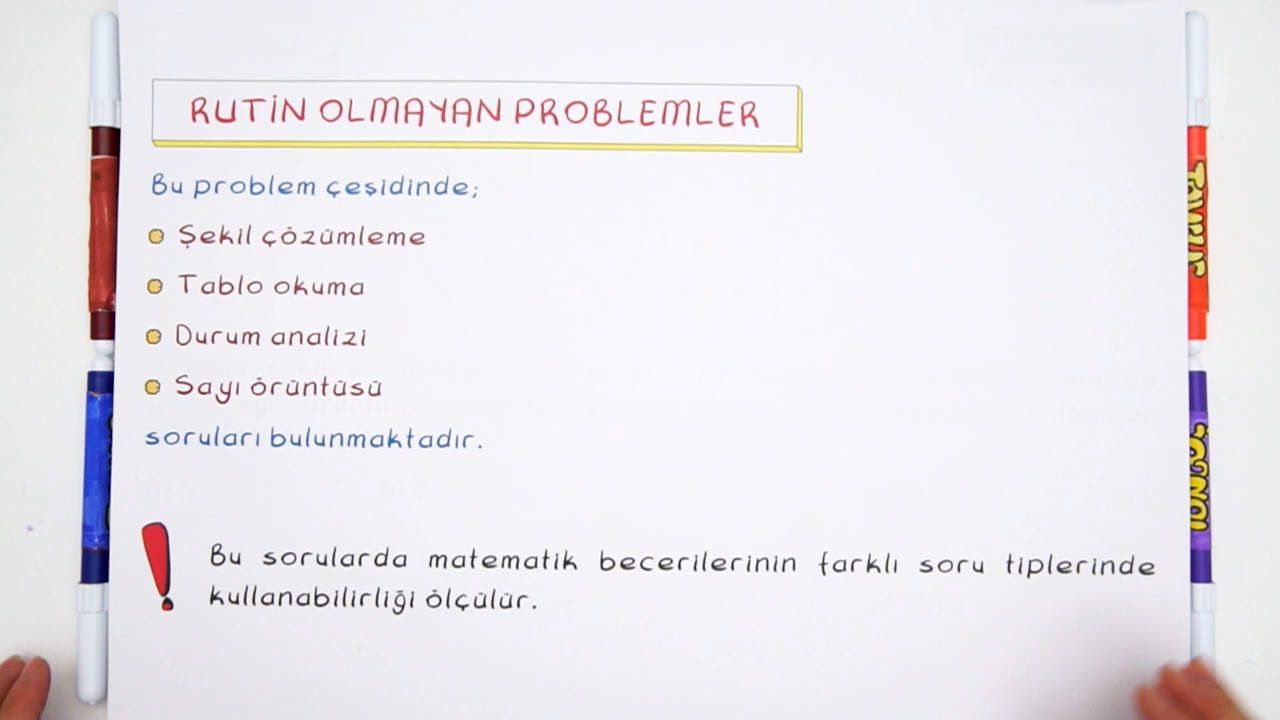 RUTİN OLMAYAN PROBLEMLER
Bu problem çeşidinde;
Şekil çözümleme
Tablo okuma
Durum analizi
Sayı örüntüsü
soruları bulunmaktadır.
Bu sorularda matematik becerilerinin farklı soru tiplerinde
kullanabilirliği ölçülür.